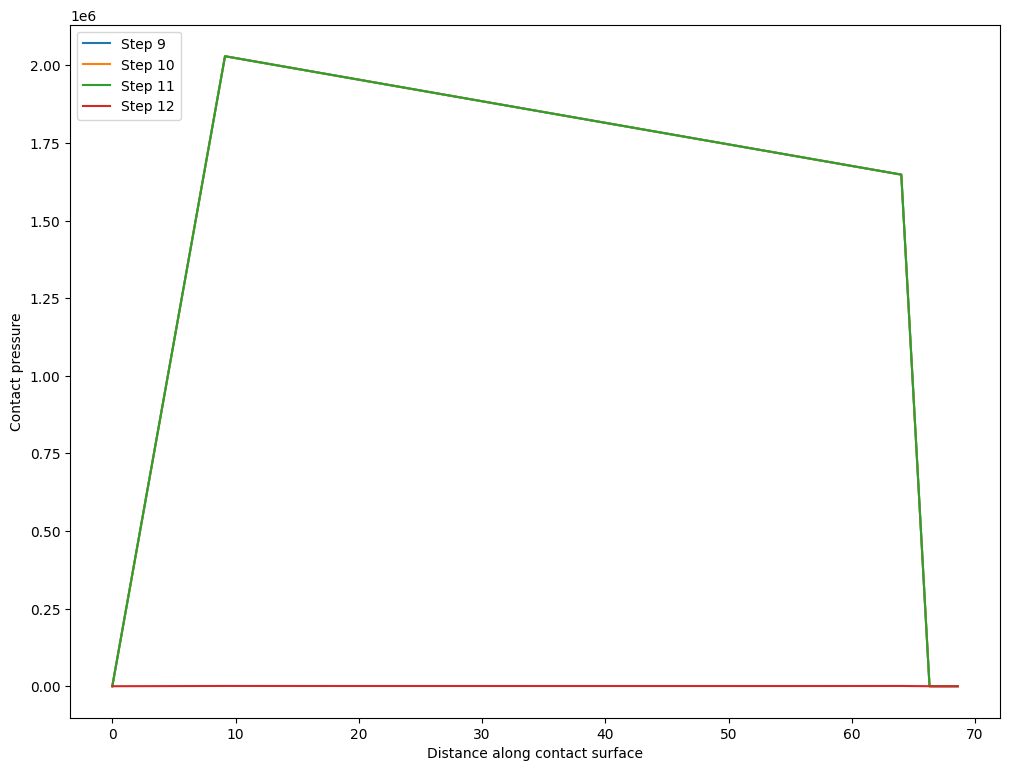 1e6
Step 9
Step 10
Step 11
Step 12
2.00
1.75
1.50
1.25
1.00
0.75
0.50
0.25
0.00
Contact pressure
0 10 20 30 40 50 60 70
Distance along contact surface